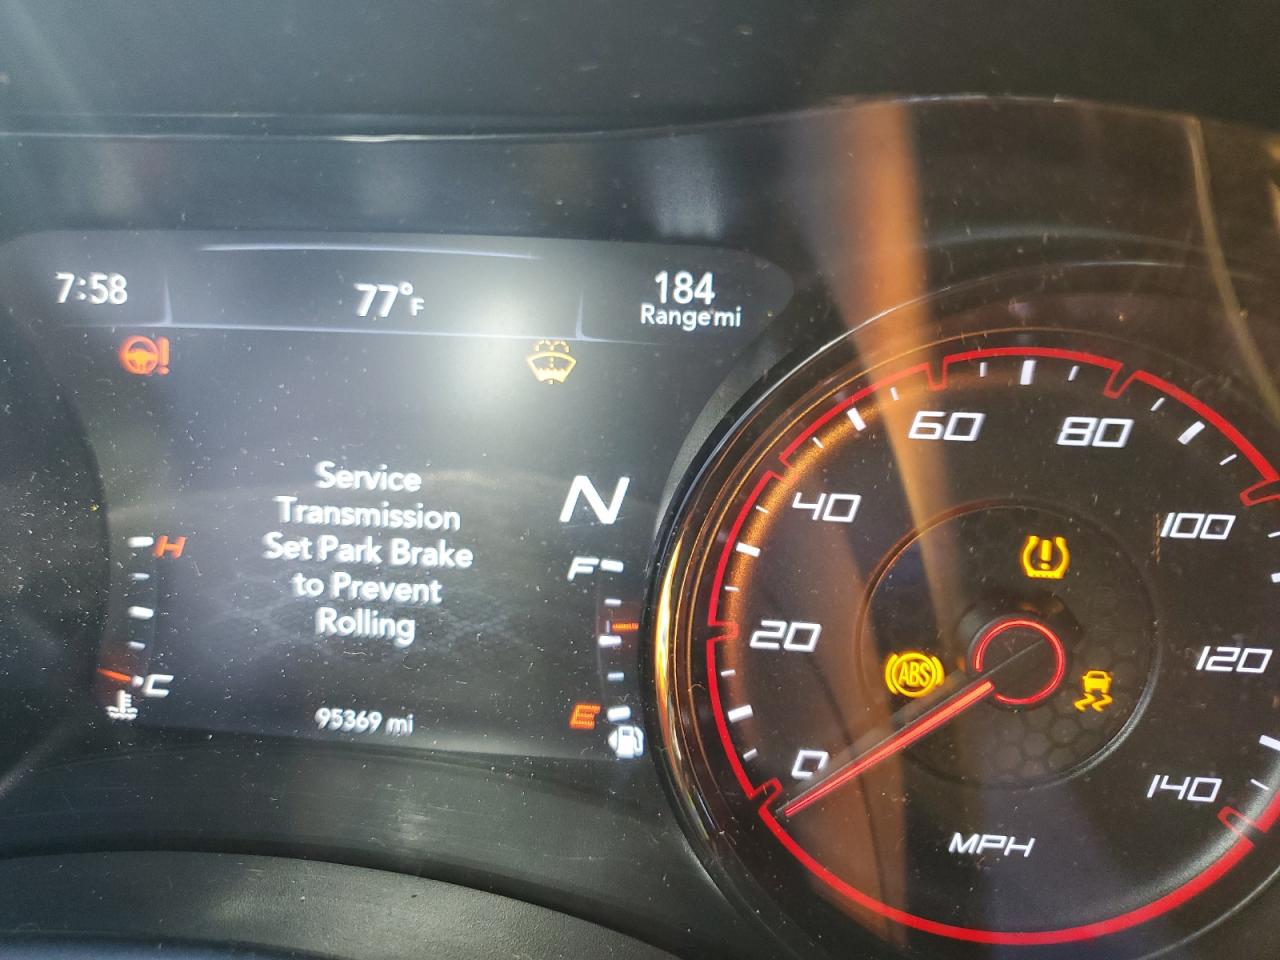 7:58
77°F
184
Range mi
Service
Transmission
Set Park Brake
to Prevent
Rolling
N
H
C
F
E
95369 mi
0
20
40
60
80
100
120
140
ABS
MPH